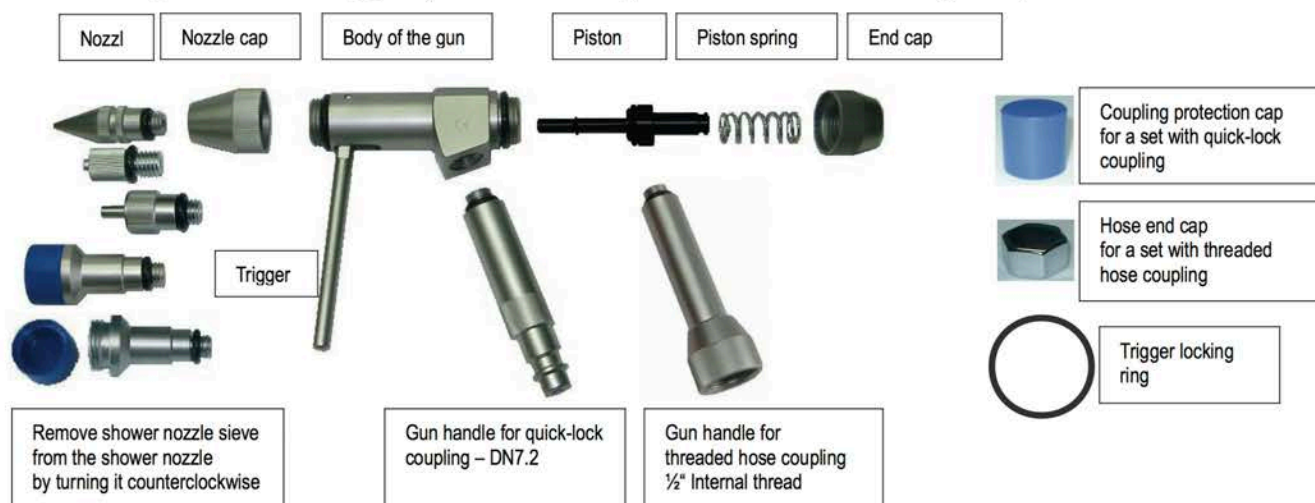 Nozzl
Nozzle cap
Body of the gun
Piston
Piston spring
End cap
Coupling protection cap
for a set with quick-lock
coupling
Hose end cap
for a set with threaded
hose coupling
Trigger
Trigger locking
ring
Remove shower nozzle sieve
from the shower nozzle
by turning it counterclockwise
Gun handle for quick-lock
coupling – DN7.2
Gun handle for
threaded hose coupling
½“ Internal thread